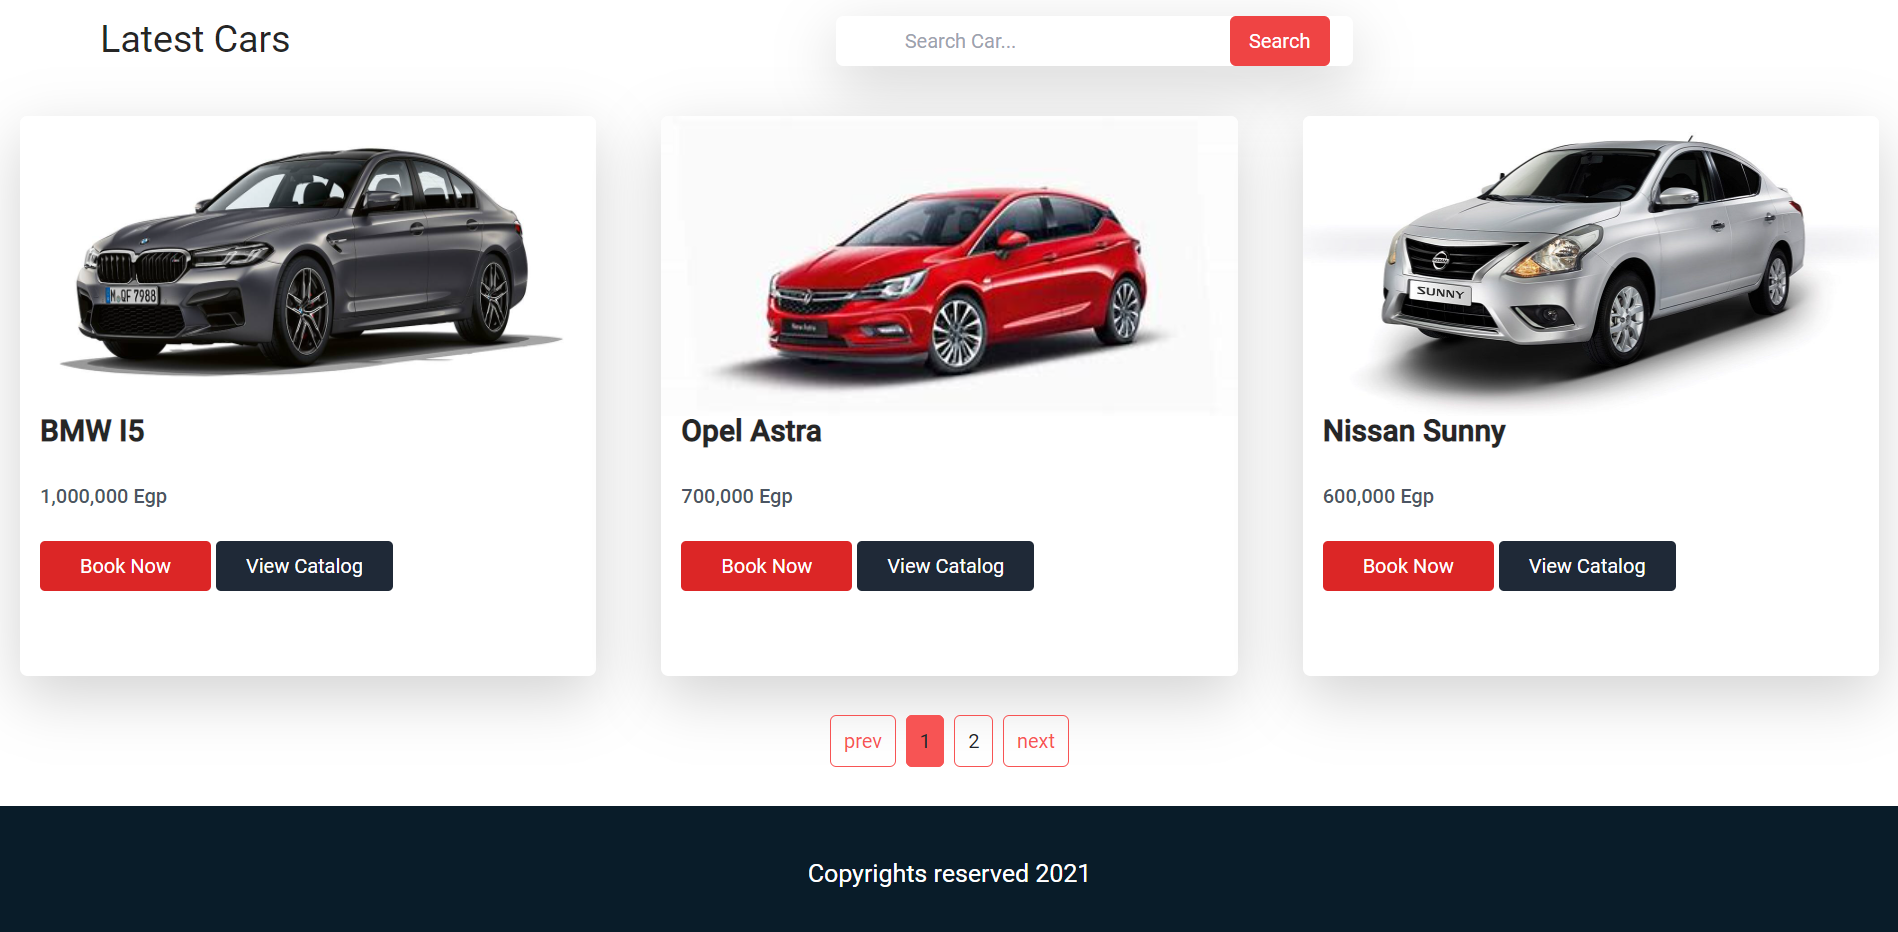 Latest Cars
Search Car...
Search
M QF 7988
New Astra
SUNNY
BMW I5
Opel Astra
Nissan Sunny
1,000,000 Egp
700,000 Egp
600,000 Egp
Book Now
View Catalog
Book Now
View Catalog
Book Now
View Catalog
prev
1
2
next
Copyrights reserved 2021